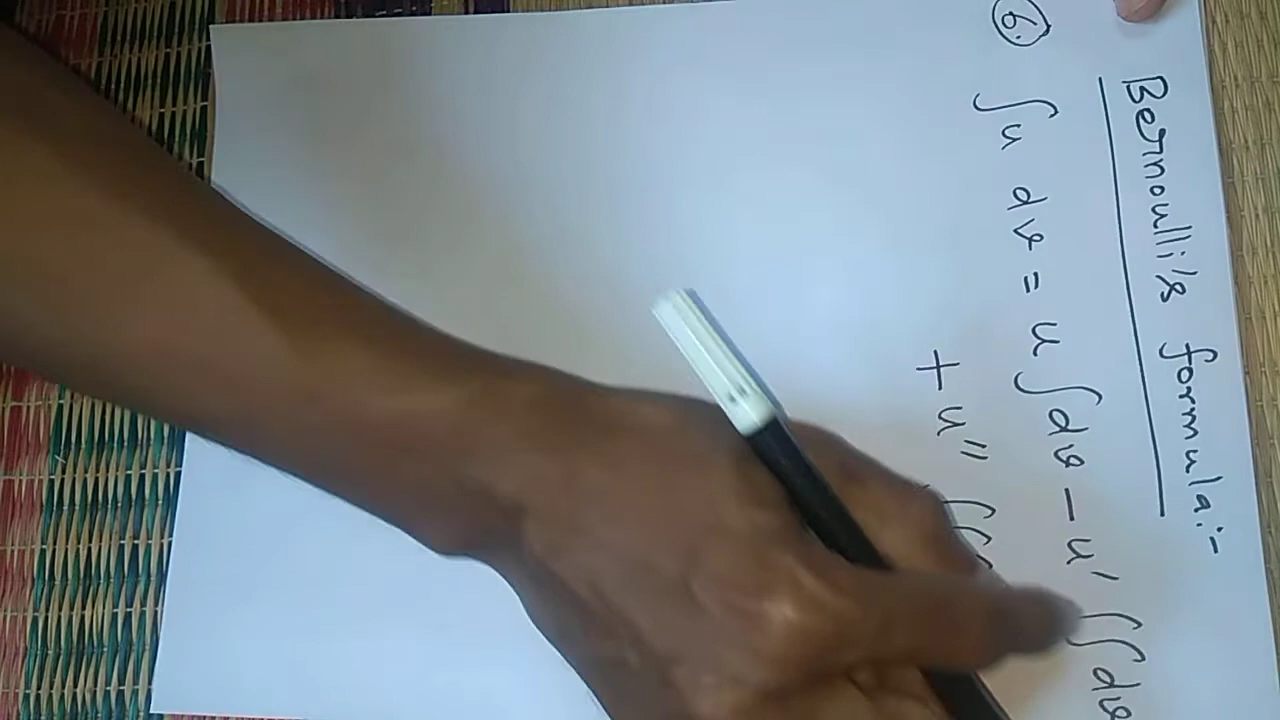 Bernoulli's formula:-
6. ∫u dv = u ∫dv - u' ∫∫dv
+ u'' ∫∫